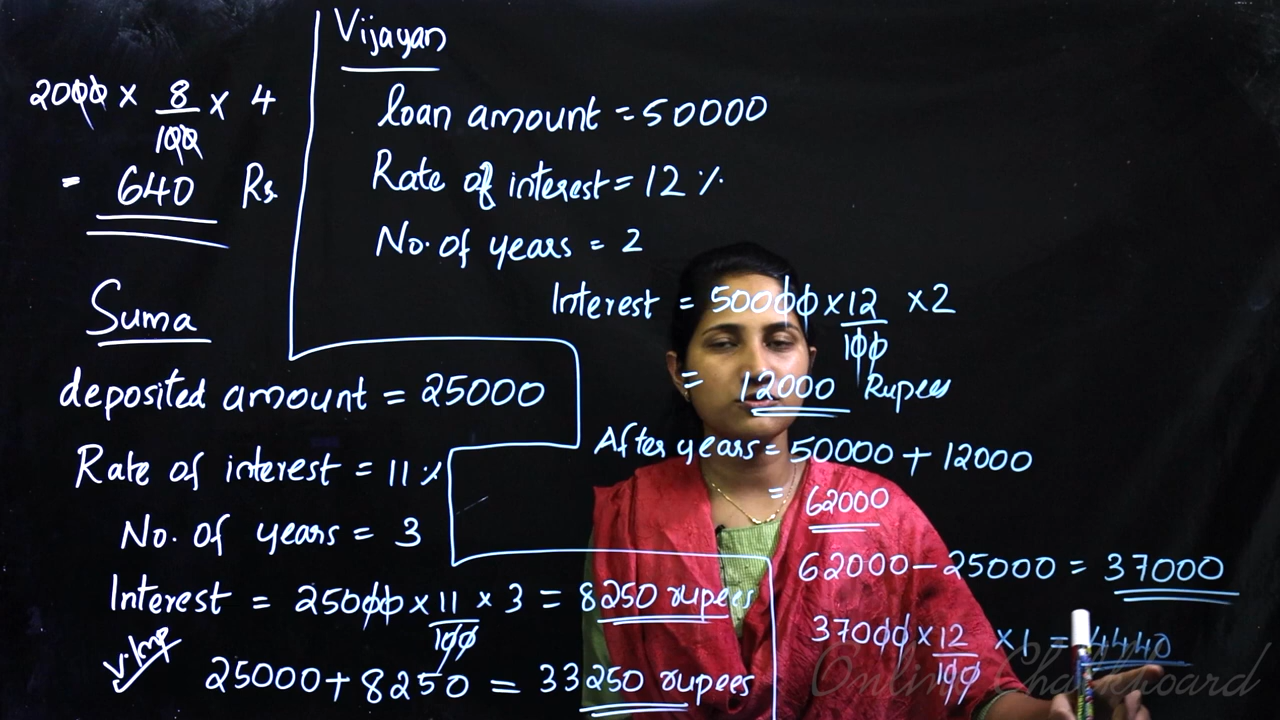 2000 × 8/100 × 4
= 640 Rs.
Suma
deposited amount = 25000
Rate of interest = 11 %
No. of years = 3
Interest = 25000 × 11/100 × 3 = 8250 rupees
V.Imp
25000 + 8250 = 33250 rupees
Vijayan
loan amount = 50000
Rate of interest = 12 %
No. of years = 2
Interest = 50000 × 12/100 × 2
= 12000 Rupees
After years = 50000 + 12000
= 62000
62000 – 25000 = 37000
37000 × 12/100 × 1 = 4440
Online Chalkboard